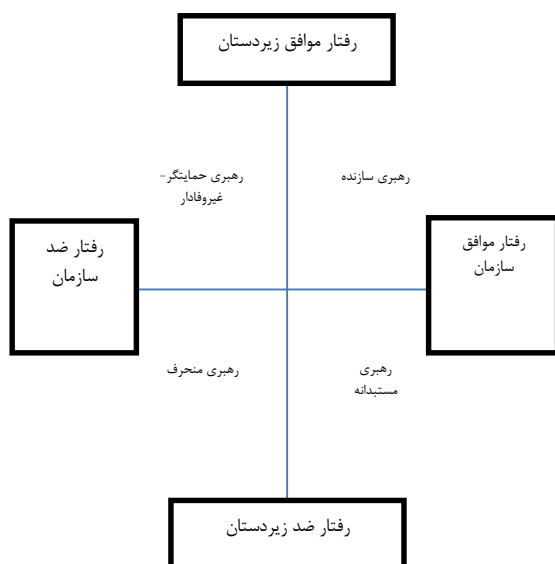 رفتار موافق زیردستان
رهبری سازنده
رهبری حمایتگر-
غیروفادار
رفتار موافق
سازمان
رفتار ضد
سازمان
رهبری
مستبدانه
رهبری منحرف
رفتار ضد زیردستان